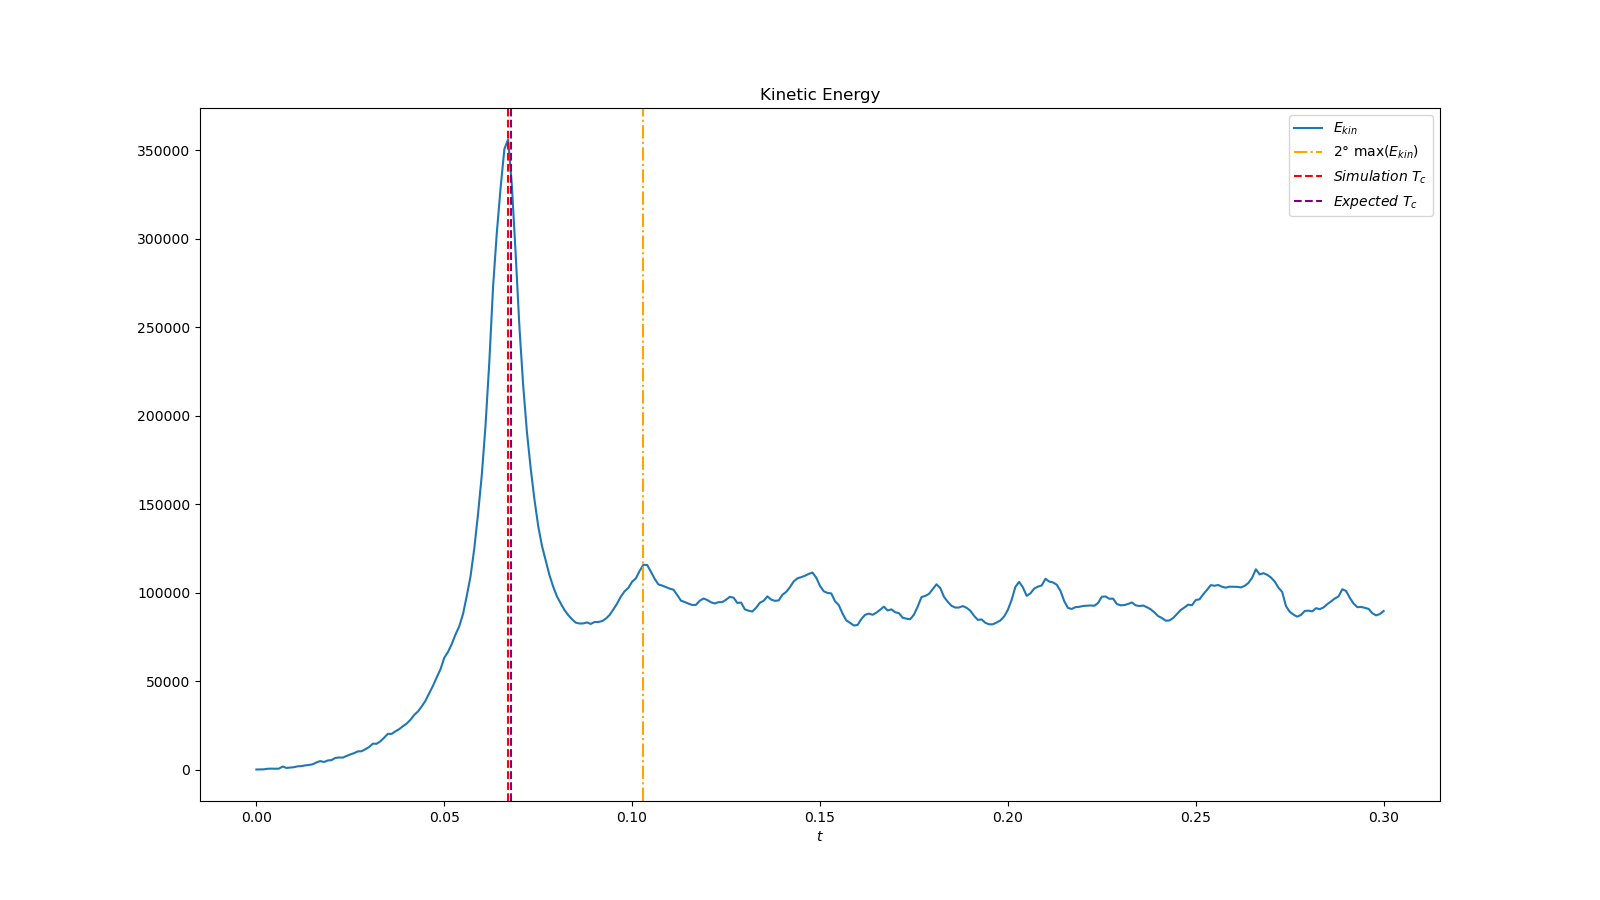 Kinetic Energy
350000
300000
250000
200000
150000
100000
50000
0
0.00 0.05 0.10 0.15 0.20 0.25 0.30
t
E_kin
2° max(E_kin)
Simulation T_c
Expected T_c